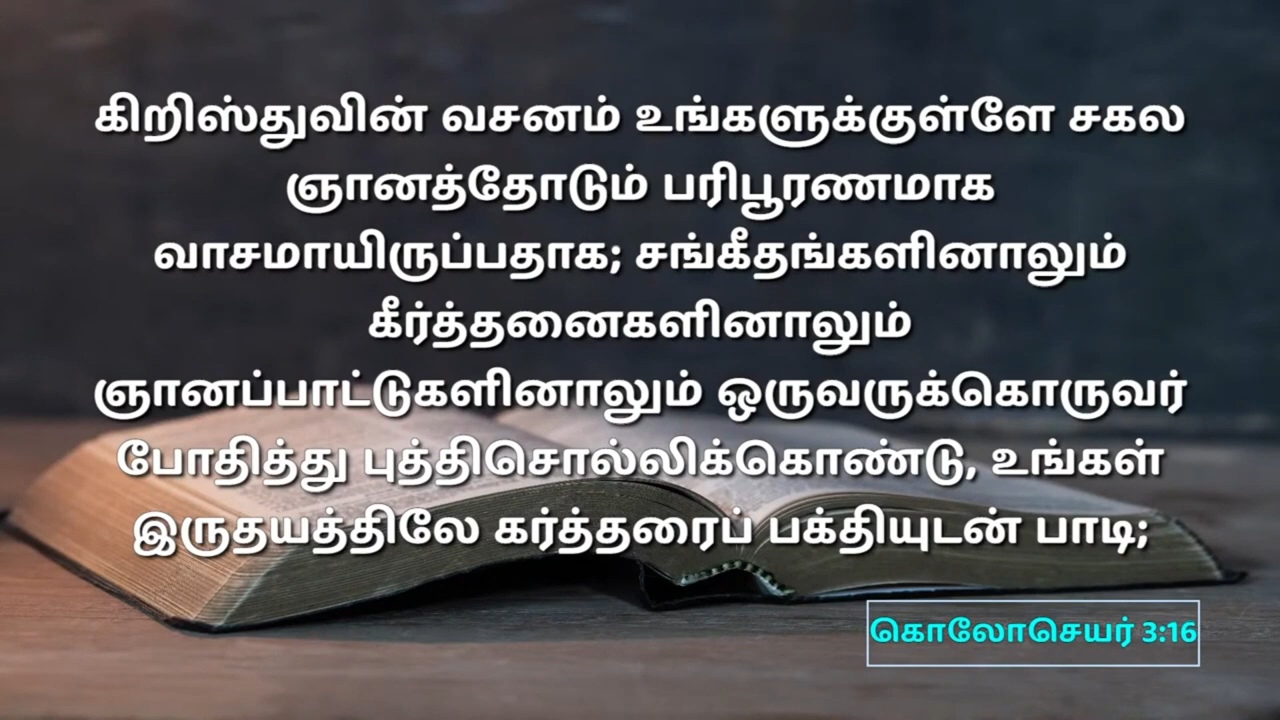 கிறிஸ்துவின் வசனம் உங்களுக்குள்ளே சகல
ஞானத்தோடும் பரிபூரணமாக
வாசமாயிருப்பதாக; சங்கீதங்களினாலும்
கீர்த்தனைகளினாலும்
ஞானப்பாட்டுகளினாலும் ஒருவருக்கொருவர்
போதித்து புத்திசொல்லிக்கொண்டு, உங்கள்
இருதயத்திலே கர்த்தரைப் பக்தியுடன் பாடி;
கொலோசெயர் 3:16